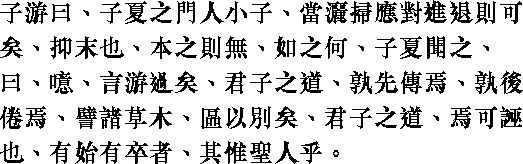 子游曰、子夏之門人小子、當灑掃應對進退則可
矣、抑末也、本之則無、如之何、子夏聞之、
曰、噫、言游過矣、君子之道、孰先傳焉、孰後
倦焉、譬諸草木、區以別矣、君子之道、焉可誣
也、有始有卒者、其惟聖人乎。